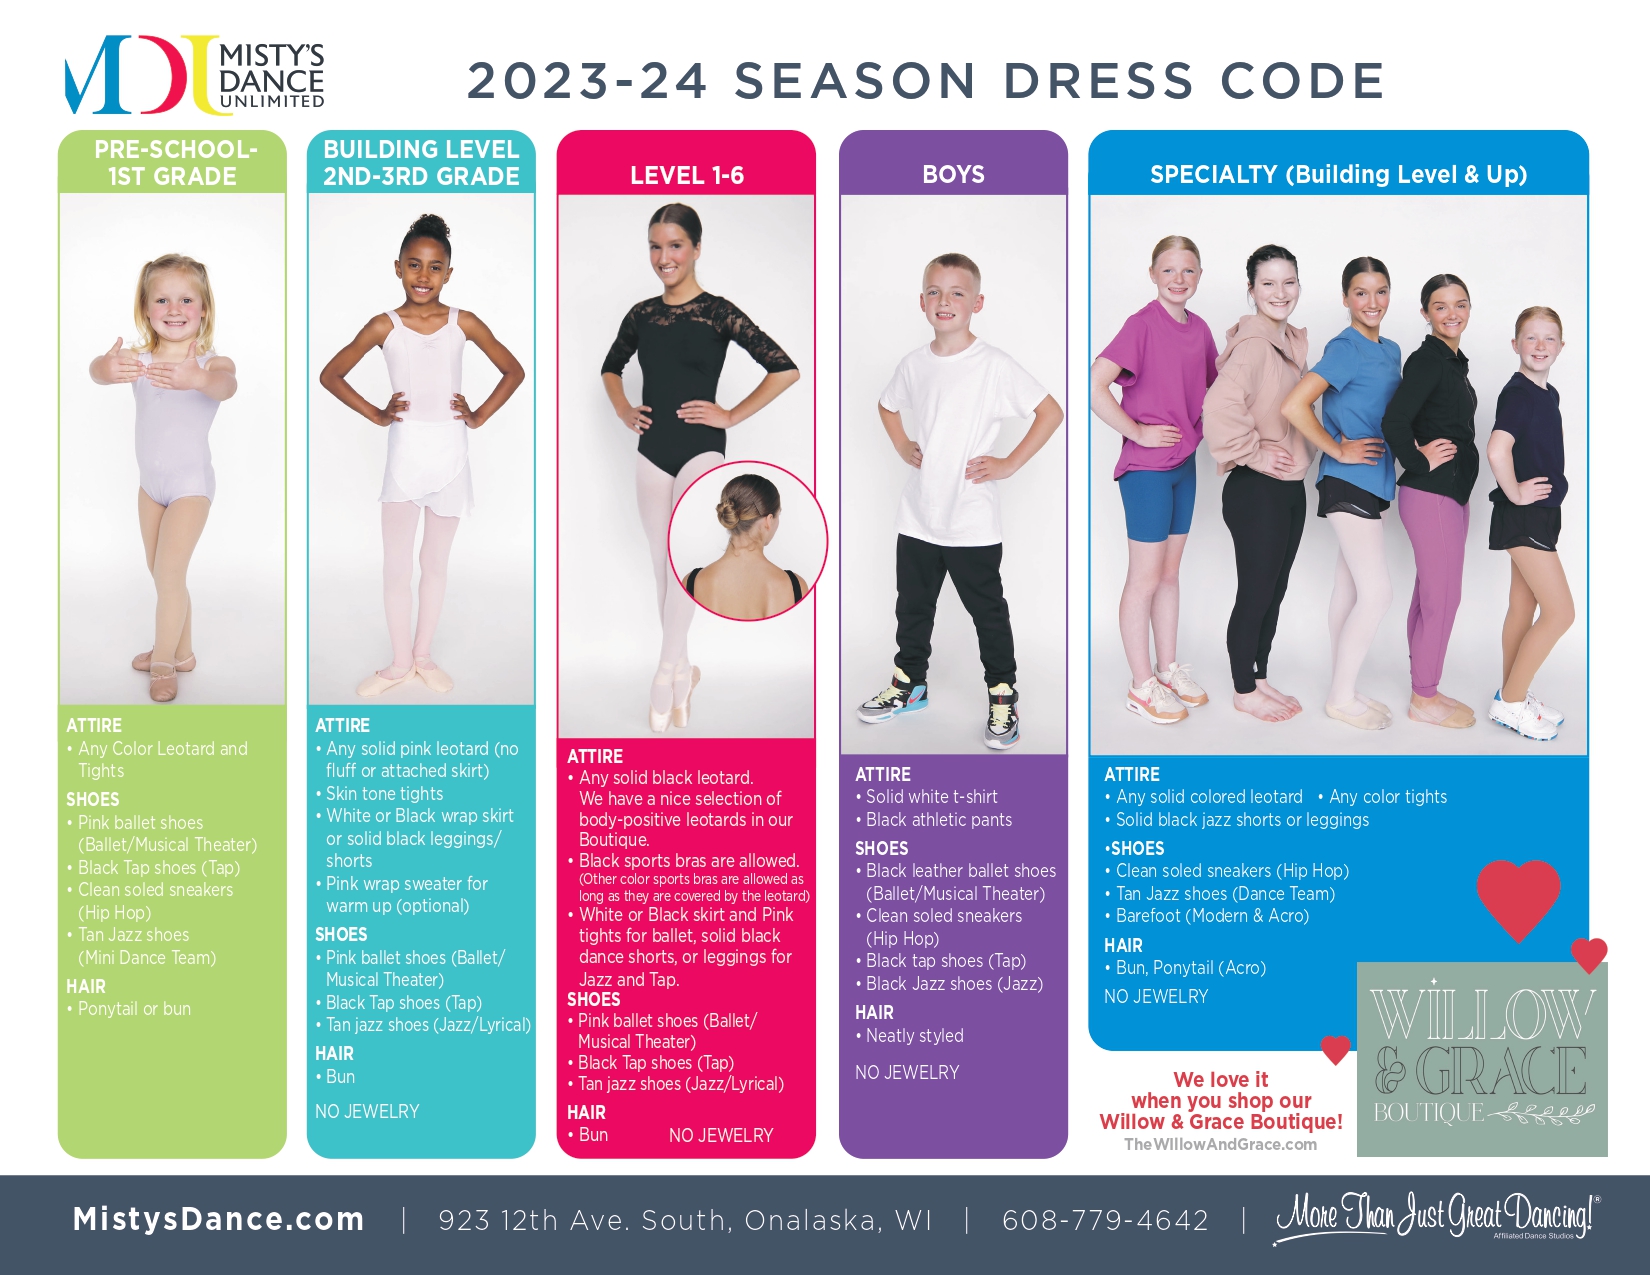 MISTY'S
DANCE
UNLIMITED
2023-24 SEASON DRESS CODE
PRE-SCHOOL-
1ST GRADE
ATTIRE
• Any Color Leotard and
Tights
SHOES
• Pink ballet shoes
(Ballet/Musical Theater)
• Black Tap shoes (Tap)
• Clean soled sneakers
(Hip Hop)
• Tan Jazz shoes
(Mini Dance Team)
HAIR
• Ponytail or bun
BUILDING LEVEL
2ND-3RD GRADE
ATTIRE
• Any solid pink leotard (no
fluff or attached skirt)
• Skin tone tights
• White or Black wrap skirt
or solid black leggings/
shorts
• Pink wrap sweater for
warm up (optional)
SHOES
• Pink ballet shoes (Ballet/
Musical Theater)
• Black Tap shoes (Tap)
• Tan jazz shoes (Jazz/Lyrical)
HAIR
• Bun
NO JEWELRY
LEVEL 1-6
ATTIRE
• Any solid black leotard.
We have a nice selection of
body-positive leotards in our
Boutique.
• Black sports bras are allowed.
(Other color sports bras are allowed as
long as they are covered by the leotard)
• White or Black skirt and Pink
tights for ballet, solid black
dance shorts, or leggings for
Jazz and Tap.
SHOES
• Pink ballet shoes (Ballet/
Musical Theater)
• Black Tap shoes (Tap)
• Tan jazz shoes (Jazz/Lyrical)
HAIR
• Bun NO JEWELRY
BOYS
ATTIRE
• Solid white t-shirt
• Black athletic pants
SHOES
• Black leather ballet shoes
(Ballet/Musical Theater)
• Clean soled sneakers
(Hip Hop)
• Black tap shoes (Tap)
• Black Jazz shoes (Jazz)
HAIR
• Neatly styled
NO JEWELRY
SPECIALTY (Building Level & Up)
ATTIRE
• Any solid colored leotard • Any color tights
• Solid black jazz shorts or leggings
•SHOES
• Clean soled sneakers (Hip Hop)
• Tan Jazz shoes (Dance Team)
• Barefoot (Modern & Acro)
HAIR
• Bun, Ponytail (Acro)
NO JEWELRY
We love it
when you shop our
Willow & Grace Boutique!
TheWillowAndGrace.com
WILLOW
& GRACE
BOUTIQUE
MistysDance.com | 923 12th Ave. South, Onalaska, WI | 608-779-4642 | More Than Just Great Dancing!®
Affiliated Dance Studios